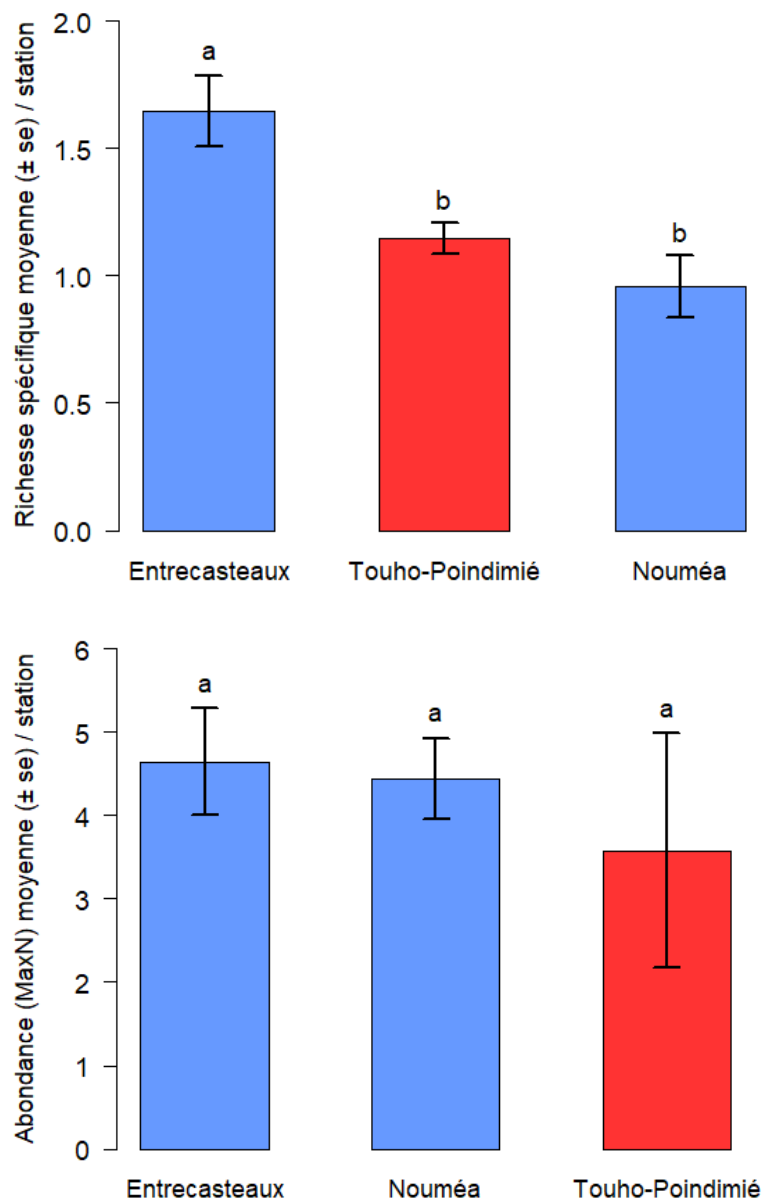 Richesse spécifique moyenne (± se) / station
2.0
1.5
1.0
0.5
0.0
a
b
b
Entrecasteaux Touho-Poindimié Nouméa
Abondance (MaxN) moyenne (± se) / station
6
5
4
3
2
1
0
a
a
a
Entrecasteaux Nouméa Touho-Poindimié